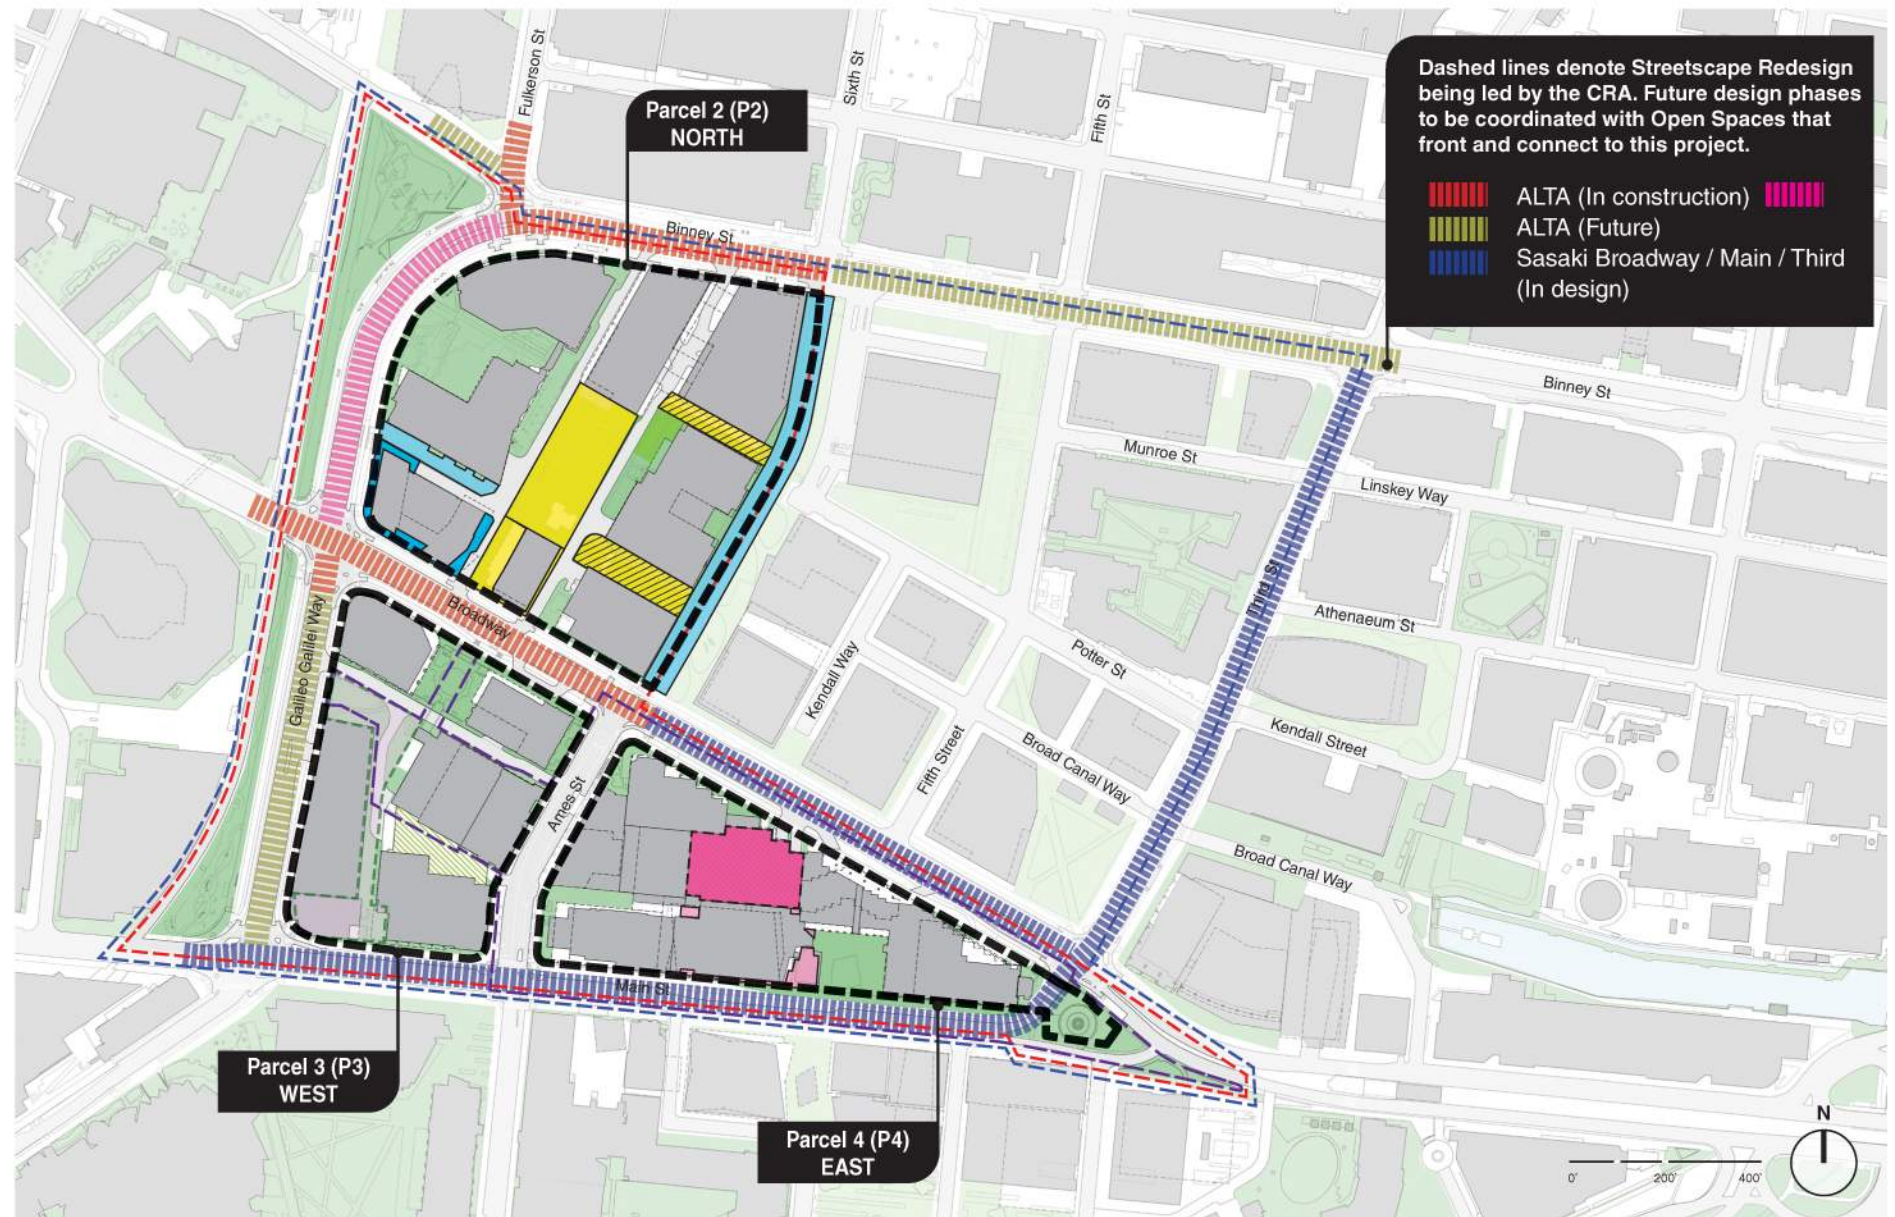 Fulkerson St
Sixth St
Fifth St
Dashed lines denote Streetscape Redesign
being led by the CRA. Future design phases
to be coordinated with Open Spaces that
front and connect to this project.
ALTA (In construction)
ALTA (Future)
Sasaki Broadway / Main / Third
(In design)
Parcel 2 (P2)
NORTH
Binney St
Binney St
Munroe St
Linskey Way
Third St
Athenaeum St
Broadway
Galileo Galilei Way
Kendall Way
Potter St
Kendall Street
Fifth Street
Broad Canal Way
Ames St
Broad Canal Way
Main St
Parcel 3 (P3)
WEST
Parcel 4 (P4)
EAST
N
0'
200'
400'